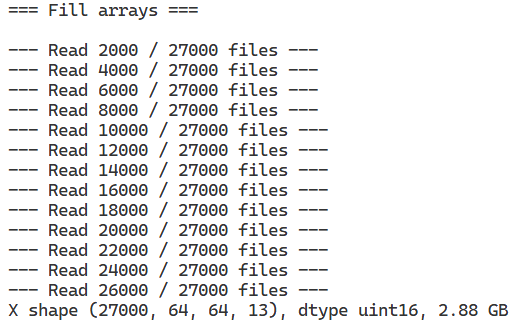 === Fill arrays ===
--- Read 2000 / 27000 files ---
--- Read 4000 / 27000 files ---
--- Read 6000 / 27000 files ---
--- Read 8000 / 27000 files ---
--- Read 10000 / 27000 files ---
--- Read 12000 / 27000 files ---
--- Read 14000 / 27000 files ---
--- Read 16000 / 27000 files ---
--- Read 18000 / 27000 files ---
--- Read 20000 / 27000 files ---
--- Read 22000 / 27000 files ---
--- Read 24000 / 27000 files ---
--- Read 26000 / 27000 files ---
X shape (27000, 64, 64, 13), dtype uint16, 2.88 GB